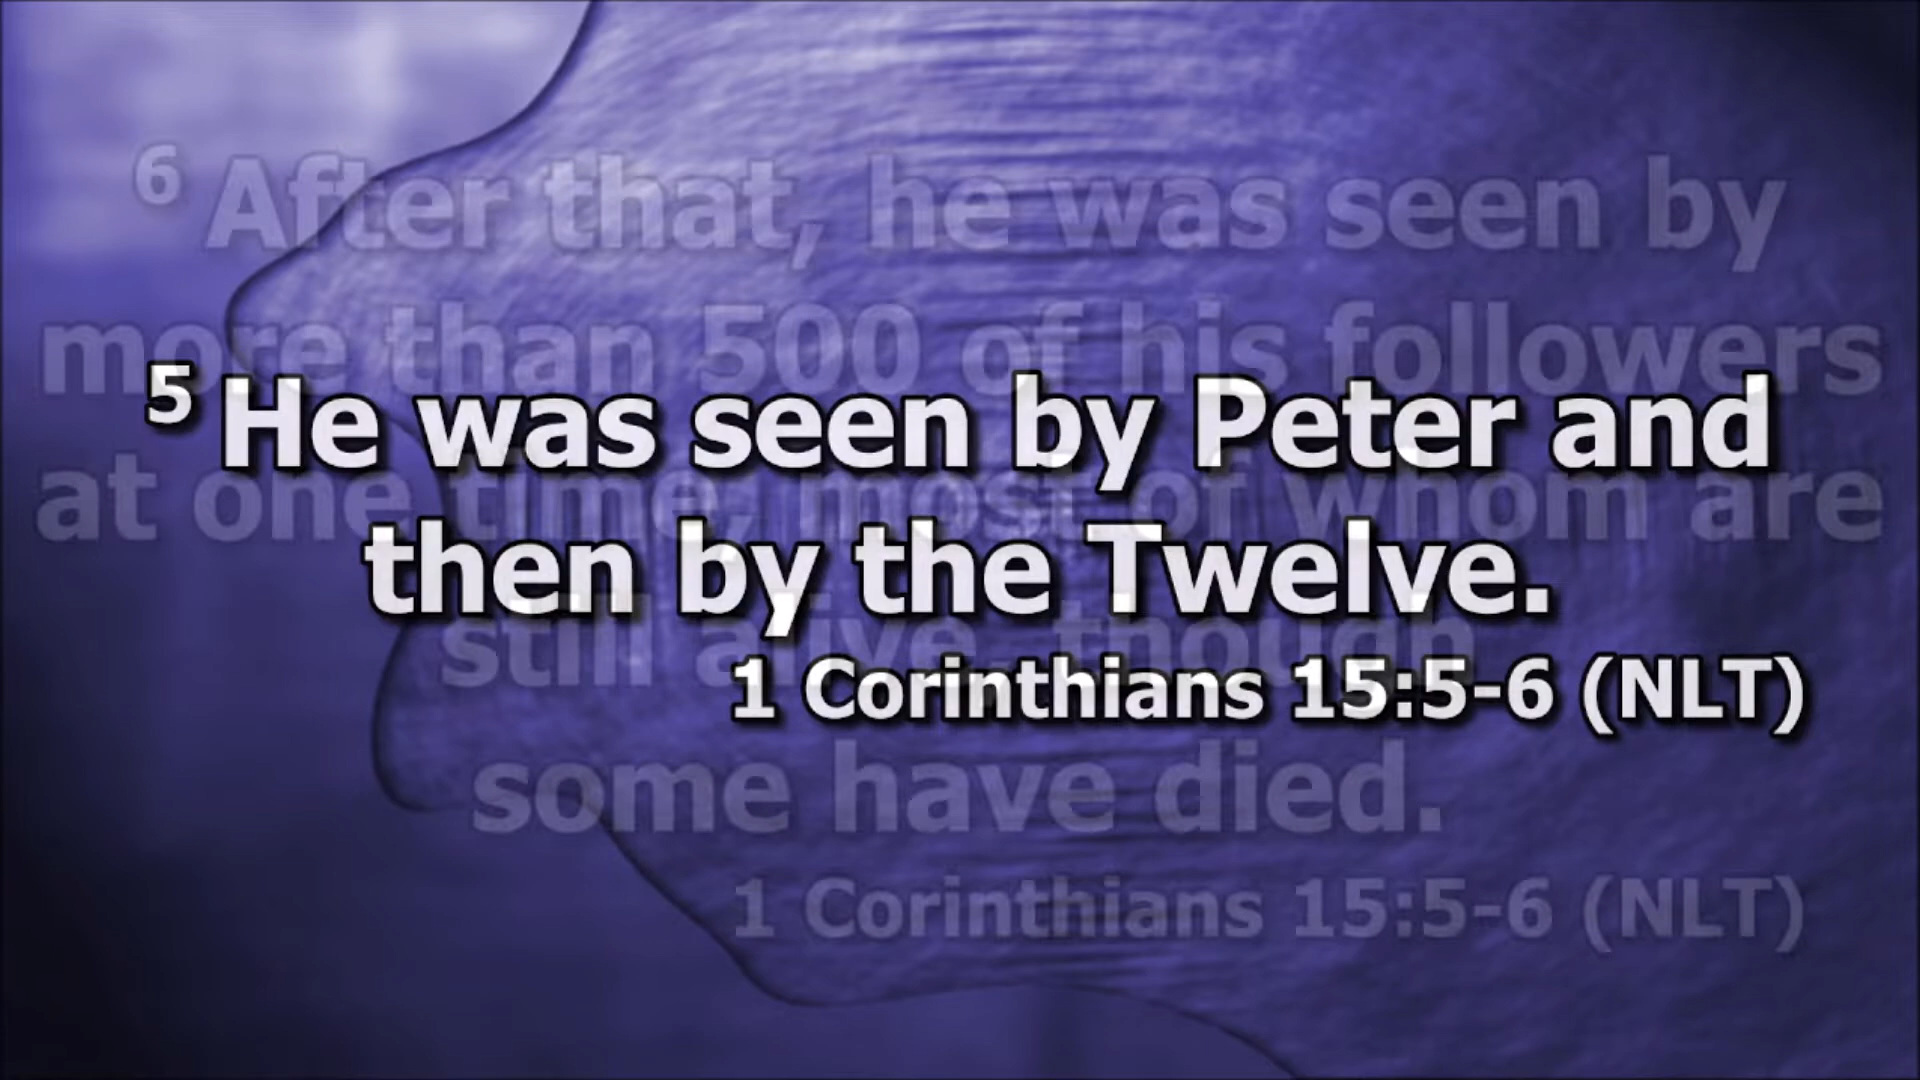 ⁵ He was seen by Peter and
then by the Twelve.
1 Corinthians 15:5-6 (NLT)
⁶ After that, he was seen by
more than 500 of his followers
at one time, most of whom are
still alive, though
some have died.
1 Corinthians 15:5-6 (NLT)